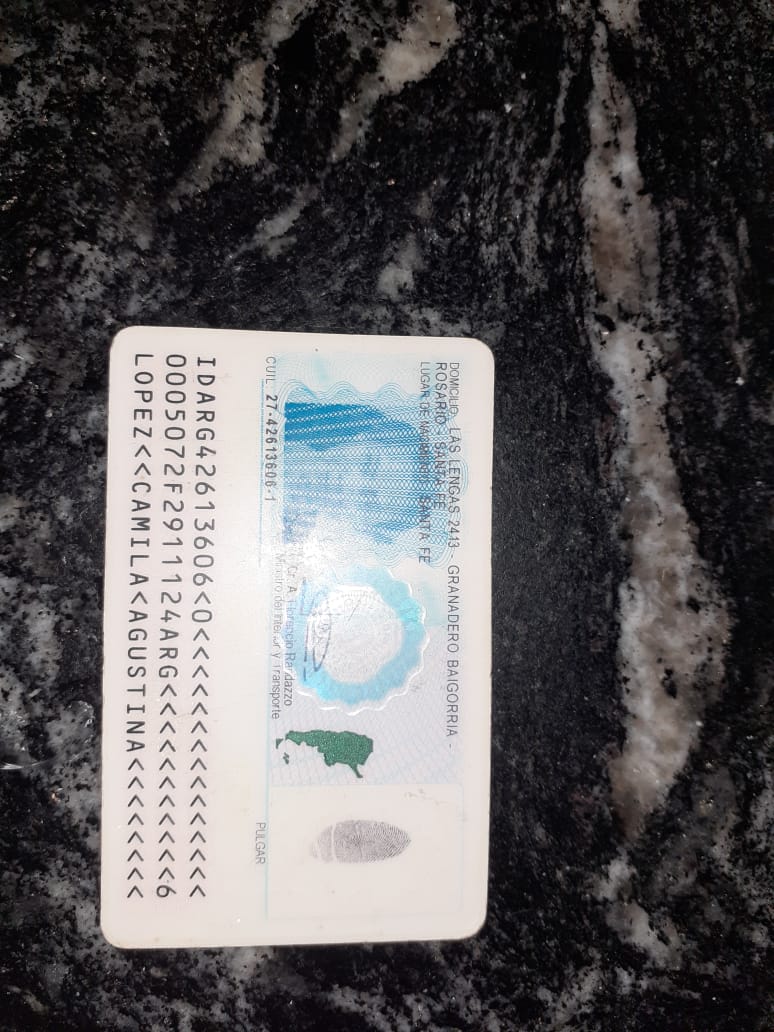 DOMICILIO: LAS LENGAS 2413 - GRANADERO BAIGORRIA -
ROSARIO - SANTA FE
LUGAR DE NACIMIENTO: SANTA FE
CUIL: 27-42613606-1
Cr. A. Florencio Randazzo
Ministro del Interior y Transporte
PULGAR
IDARG42613606<0<<<<<<<<<<<<<<<
0005072F2911124ARG<<<<<<<<<<<6
LOPEZ<<CAMILA<AGUSTINA<<<<<<<<